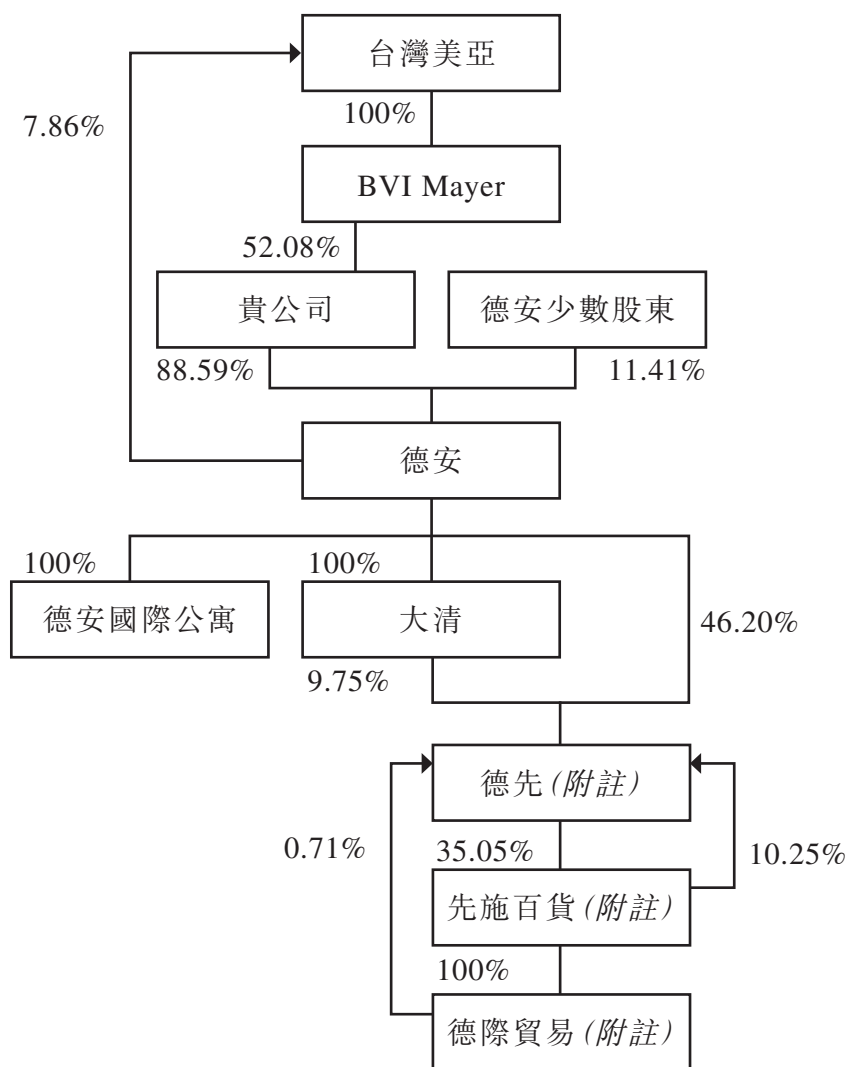 台灣美亞
7.86%
100%
BVI Mayer
52.08%
貴公司
德安少數股東
88.59%
11.41%
德安
100%
100%
德安國際公寓
大清
46.20%
9.75%
德先(附註)
0.71%
35.05%
10.25%
先施百貨(附註)
100%
德際貿易(附註)